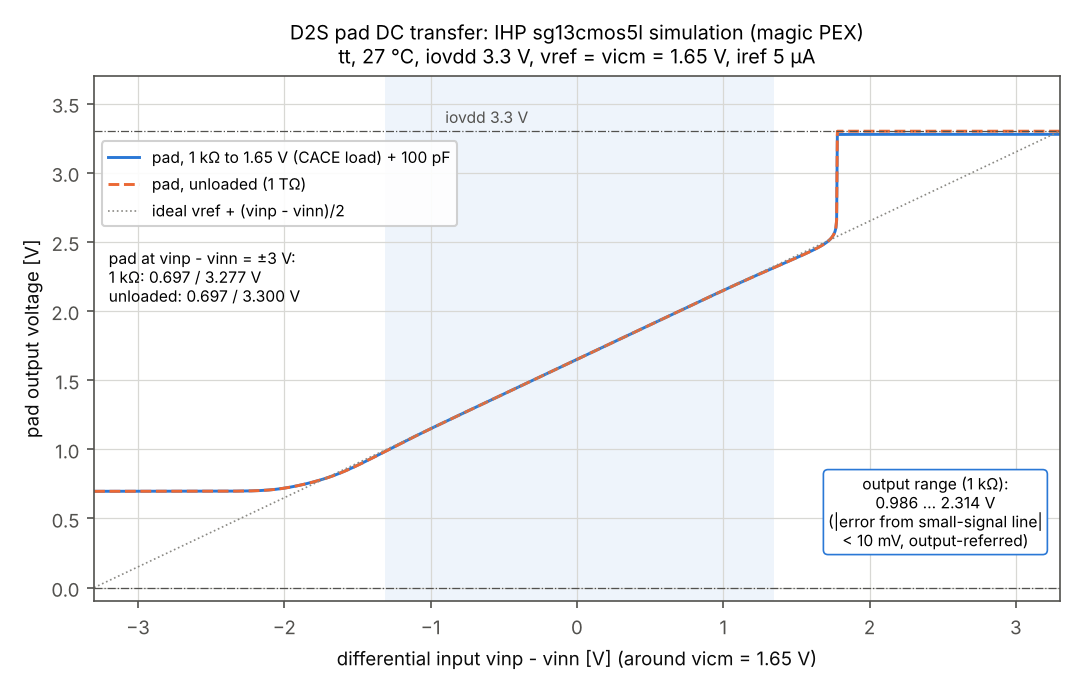 D2S pad DC transfer: IHP sg13cmos5l simulation (magic PEX)
tt, 27 °C, iovdd 3.3 V, vref = vicm = 1.65 V, iref 5 µA
pad output voltage [V]
3.5
3.0
2.5
2.0
1.5
1.0
0.5
0.0
iovdd 3.3 V
pad, 1 kΩ to 1.65 V (CACE load) + 100 pF
pad, unloaded (1 TΩ)
ideal vref + (vinp - vinn)/2
pad at vinp - vinn = ±3 V:
1 kΩ: 0.697 / 3.277 V
unloaded: 0.697 / 3.300 V
output range (1 kΩ):
0.986 ... 2.314 V
(|error from small-signal line|
< 10 mV, output-referred)
−3
−2
−1
0
1
2
3
differential input vinp - vinn [V] (around vicm = 1.65 V)